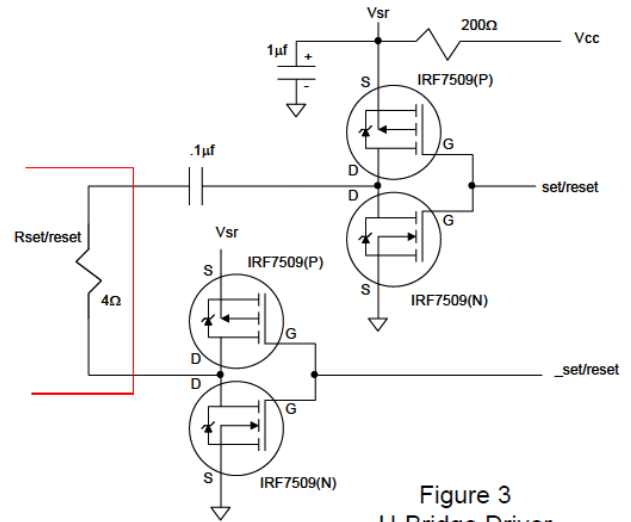 Vsr
200Ω
Vcc
1µf
+
-
S
IRF7509(P)
G
D
.1µf
D
set/reset
G
Rset/reset
Vsr
S
IRF7509(P)
S
IRF7509(N)
4Ω
G
D
D
_set/reset
G
S
IRF7509(N)
Figure 3